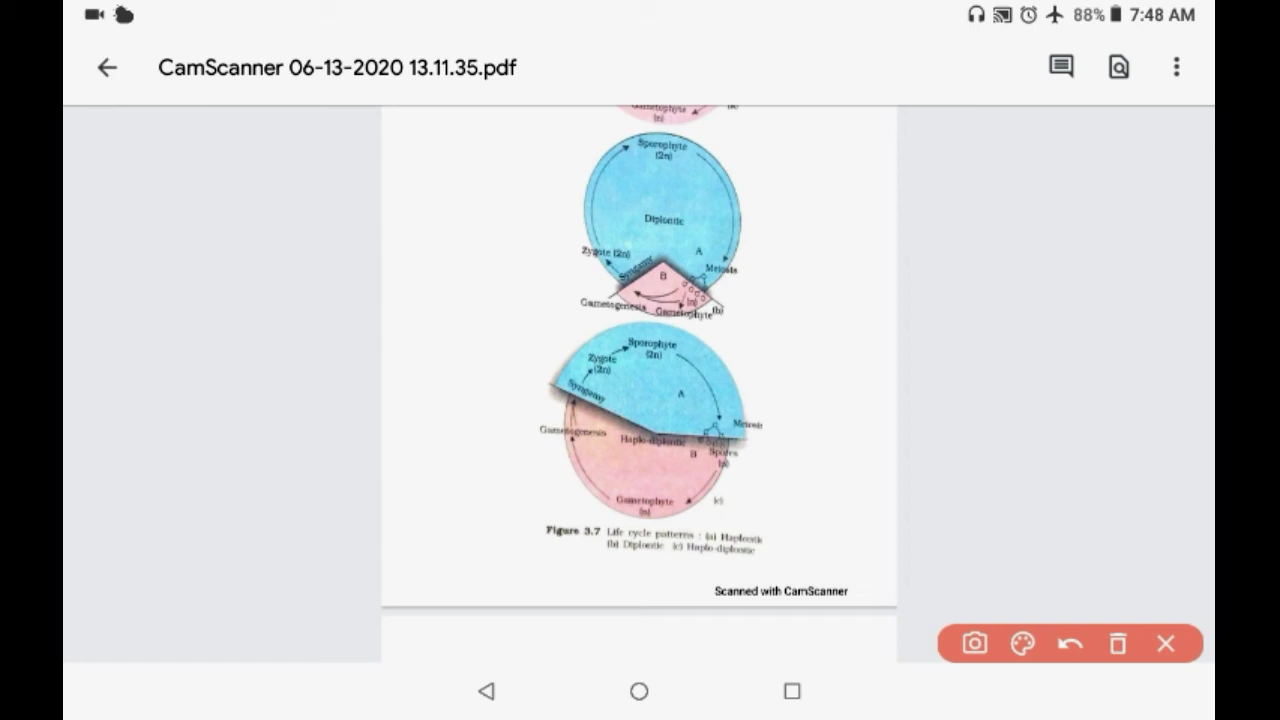 88% 7:48 AM
CamScanner 06-13-2020 13.11.35.pdf
Gametophyte
(n)
Sporophyte
(2n)
Diplontic
Zygote (2n)
A
Syngamy
B
Meiosis
(n)
Gametogenesis
Gametophyte
(b)
Sporophyte
(2n)
Zygote
(2n)
Syngamy
A
Meiosis
Gametogenesis
Haplo-diplontic
B
Spores
(n)
Gametophyte
(n)
(c)
Figure 3.7 Life cycle patterns : (a) Haplontic
(b) Diplontic (c) Haplo-diplontic
Scanned with CamScanner